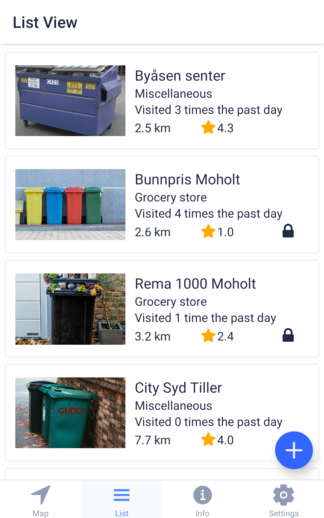 List View
Byåsen senter
Miscellaneous
Visited 3 times the past day
2.5 km 4.3
Bunnpris Moholt
Grocery store
Visited 4 times the past day
2.6 km 1.0
Rema 1000 Moholt
Grocery store
Visited 1 time the past day
3.2 km 2.4
City Syd Tiller
Miscellaneous
Visited 0 times the past day
7.7 km 4.0
Map List Info Settings